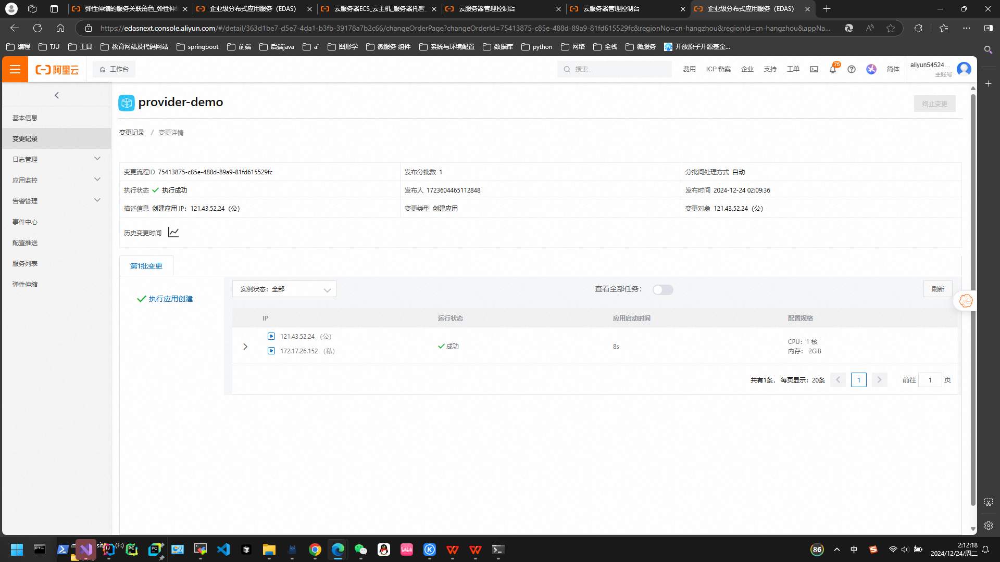 弹性伸缩的服务关联角色_弹性伸
企业级分布式应用服务（EDAS）
云服务器ECS_云主机_服务器托管
云服务器管理控制台
云服务器管理控制台
企业级分布式应用服务（EDAS）
https://edasnext.console.aliyun.com/#/detail/363d1be7-d5e7-4da1-b3fb-39178a7b2c66/changeOrderPage?changeOrderId=75413875-c85e-488d-89a9-81fd615529fc&regionNo=cn-hangzhou&regionId=cn-hangzhou&appNa...
编程 TJU 工具 教育网站及代码网站 springboot 前端 后端java ai 图形学 微服务 组件 系统与环境配置 数据库 python 网络 全栈 微服务 开放原子开源基金...
阿里云 工作台 搜索... 费用 ICP 备案 企业 支持 工单 75 简体 aliyun54524...
主账号
provider-demo
终止变更
基本信息
变更记录
日志管理
应用监控
告警管理
事件中心
配置推送
服务列表
弹性伸缩
变更记录 / 变更详情
变更流程ID 75413875-c85e-488d-89a9-81fd615529fc 发布分批数 1 分批间处理方式 自动
执行状态 执行成功 发布人 1723604465112848 发布时间 2024-12-24 02:09:36
描述信息 创建应用 IP：121.43.52.24（公） 变更类型 创建应用 变更对象 121.43.52.24（公）
历史变更时间
第1批变更
执行应用创建
实例状态：全部 查看全部任务： 刷新
IP 运行状态 应用启动时间 配置规格
121.43.52.24 （公）
172.17.26.152 （私）
成功
8s
CPU：1 核
内存： 2GiB
共有1条， 每页显示：20条 1 前往 1 页
(F:)
86
中
2:12:18
2024/12/24/周二